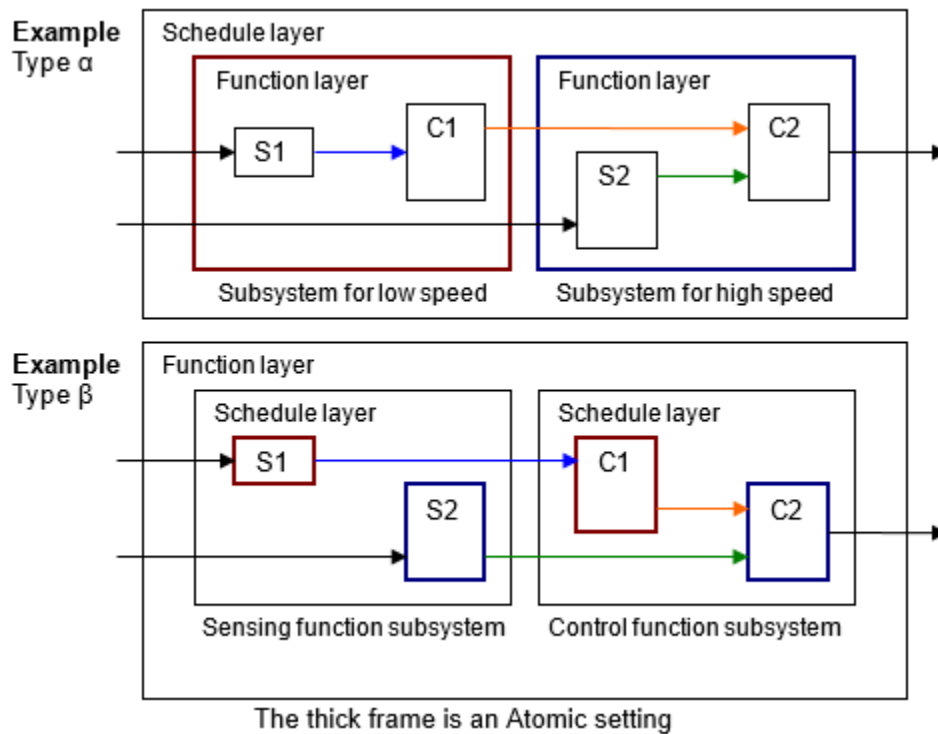 Example
Type α
Schedule layer
Function layer
Function layer
S1
C1
S2
C2
Subsystem for low speed
Subsystem for high speed
Example
Type β
Function layer
Schedule layer
Schedule layer
S1
S2
C1
C2
Sensing function subsystem
Control function subsystem
The thick frame is an Atomic setting